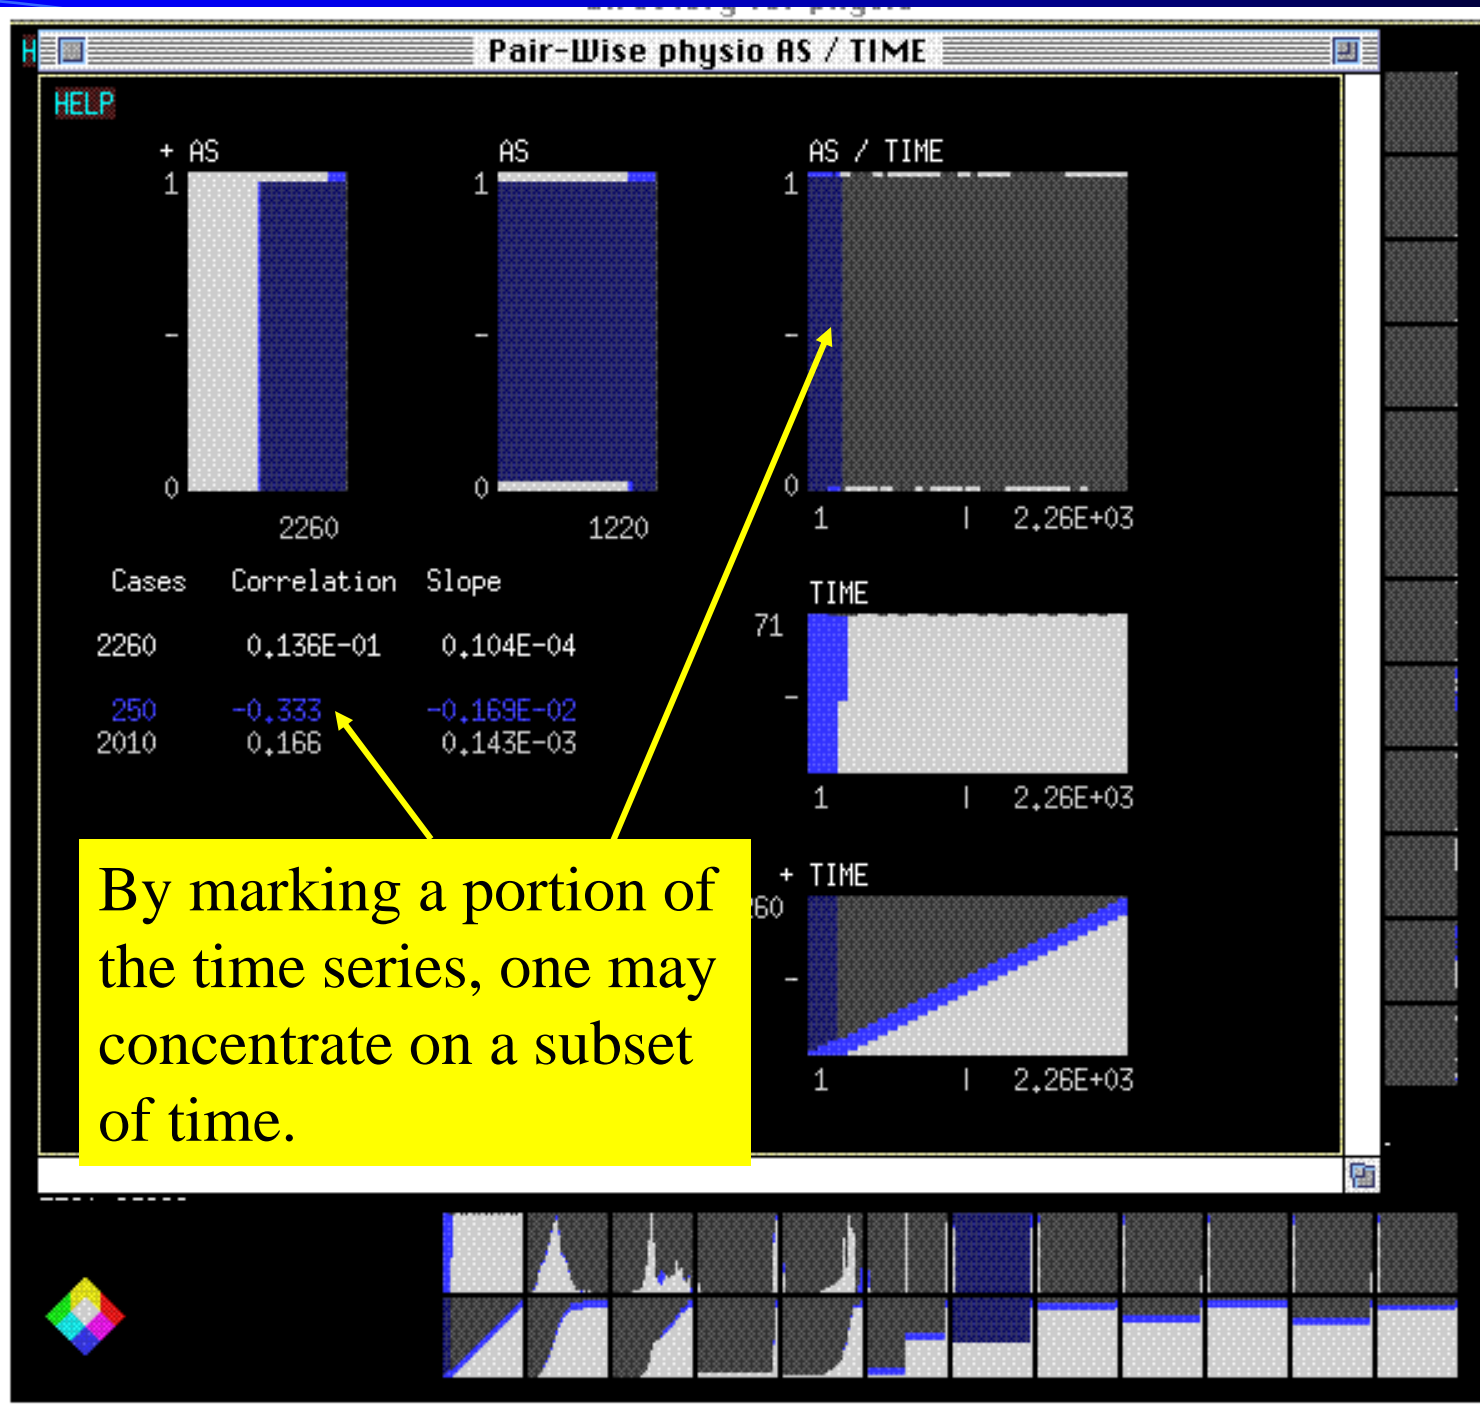 Pair-Wise physio AS / TIME
H
HELP
+ AS
AS
AS / TIME
1
1
1
-
-
-
0
0
0
2260
1220
1 | 2.26E+03
Cases Correlation Slope
2260 0.136E-01 0.104E-04
250 -0.333 -0.169E-02
2010 0.166 0.143E-03
TIME
71
-
1 | 2.26E+03
+ TIME
60
-
1 | 2.26E+03
By marking a portion of
the time series, one may
concentrate on a subset
of time.